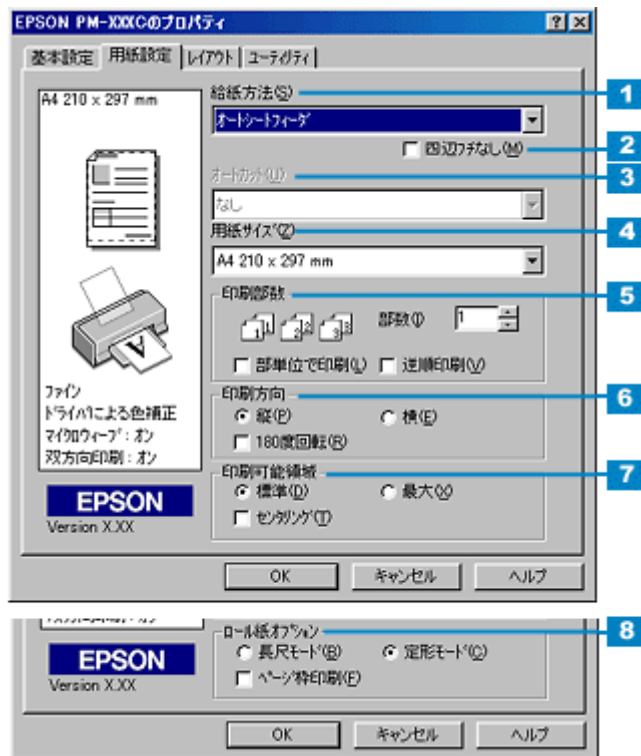 EPSON PM-XXXCのプロパティ
基本設定 用紙設定 レイアウト ユーティリティ
A4 210 x 297 mm
ファイン
ドライバによる色補正
マイクロウィーブ:オン
双方向印刷:オン
EPSON
Version X.XX
給紙方法(S)
1
オートシートフィーダ
四辺フチなし(M)
2
オートカット(U)
3
なし
用紙サイズ(Z)
4
A4 210 x 297 mm
印刷部数
5
1 1 2 2 3 3
部数(I) 1
部単位で印刷(L) 逆順印刷(V)
印刷方向
6
縦(P) 横(E)
180度回転(R)
印刷可能領域
7
標準(D) 最大(X)
センタリング(T)
OK キャンセル ヘルプ
ロール紙オプション
8
長尺モード(B) 定形モード(C)
ページ枠印刷(F)
EPSON
Version X.XX
OK キャンセル ヘルプ